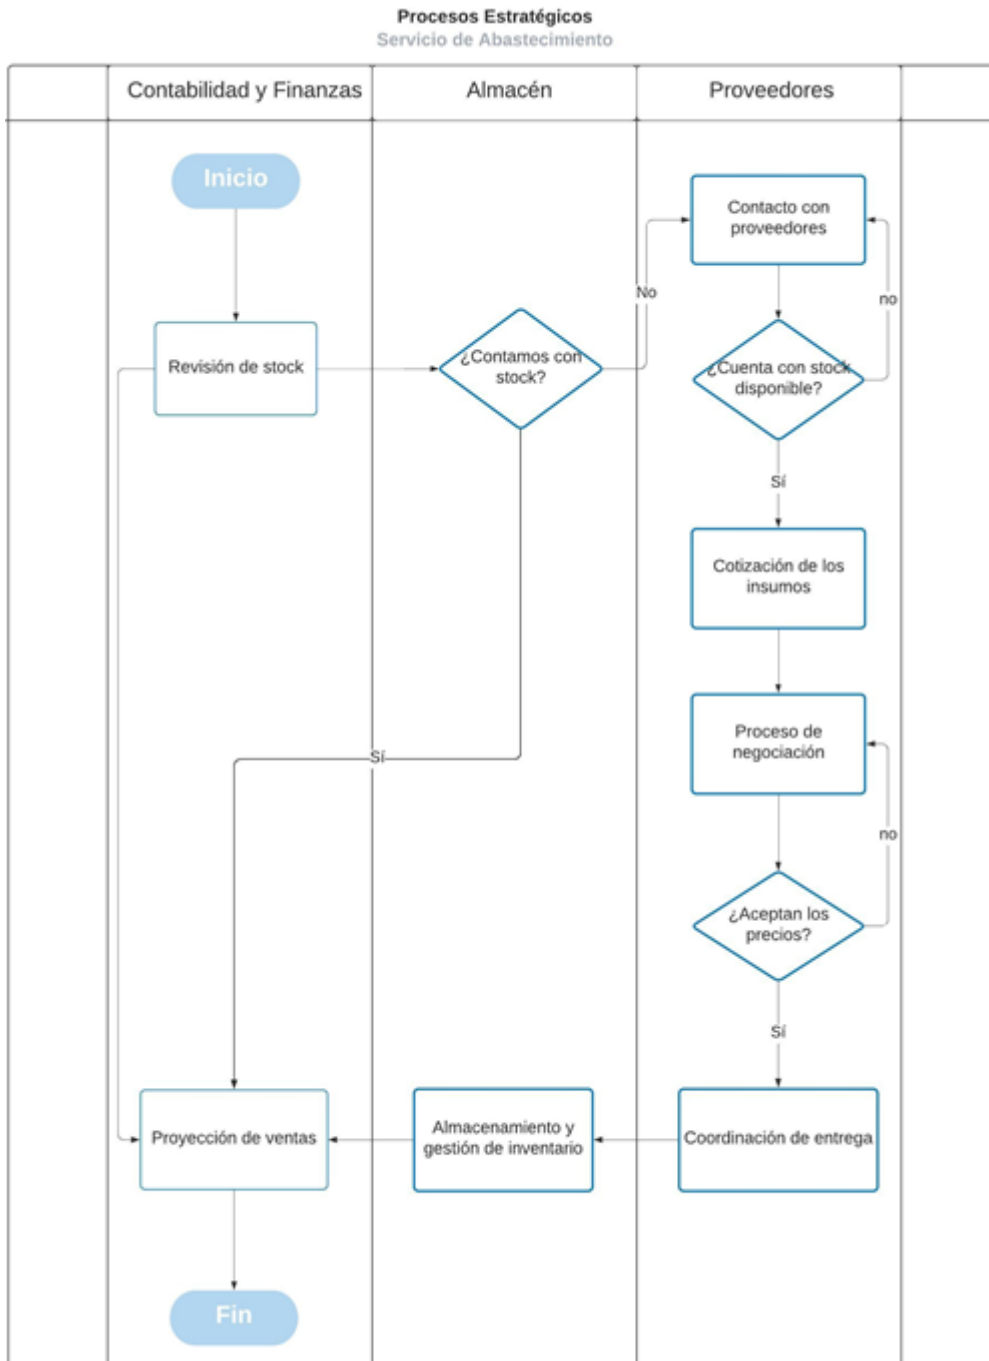 Procesos Estratégicos
Servicio de Abastecimiento
Contabilidad y Finanzas
Almacén
Proveedores
Inicio
Contacto con
proveedores
No
no
Revisión de stock
¿Contamos con
stock?
¿Cuenta con stock
disponible?
Sí
Cotización de los
insumos
Proceso de
negociación
Sí
no
¿Aceptan los
precios?
Sí
Proyección de ventas
Almacenamiento y
gestión de inventario
Coordinación de entrega
Fin